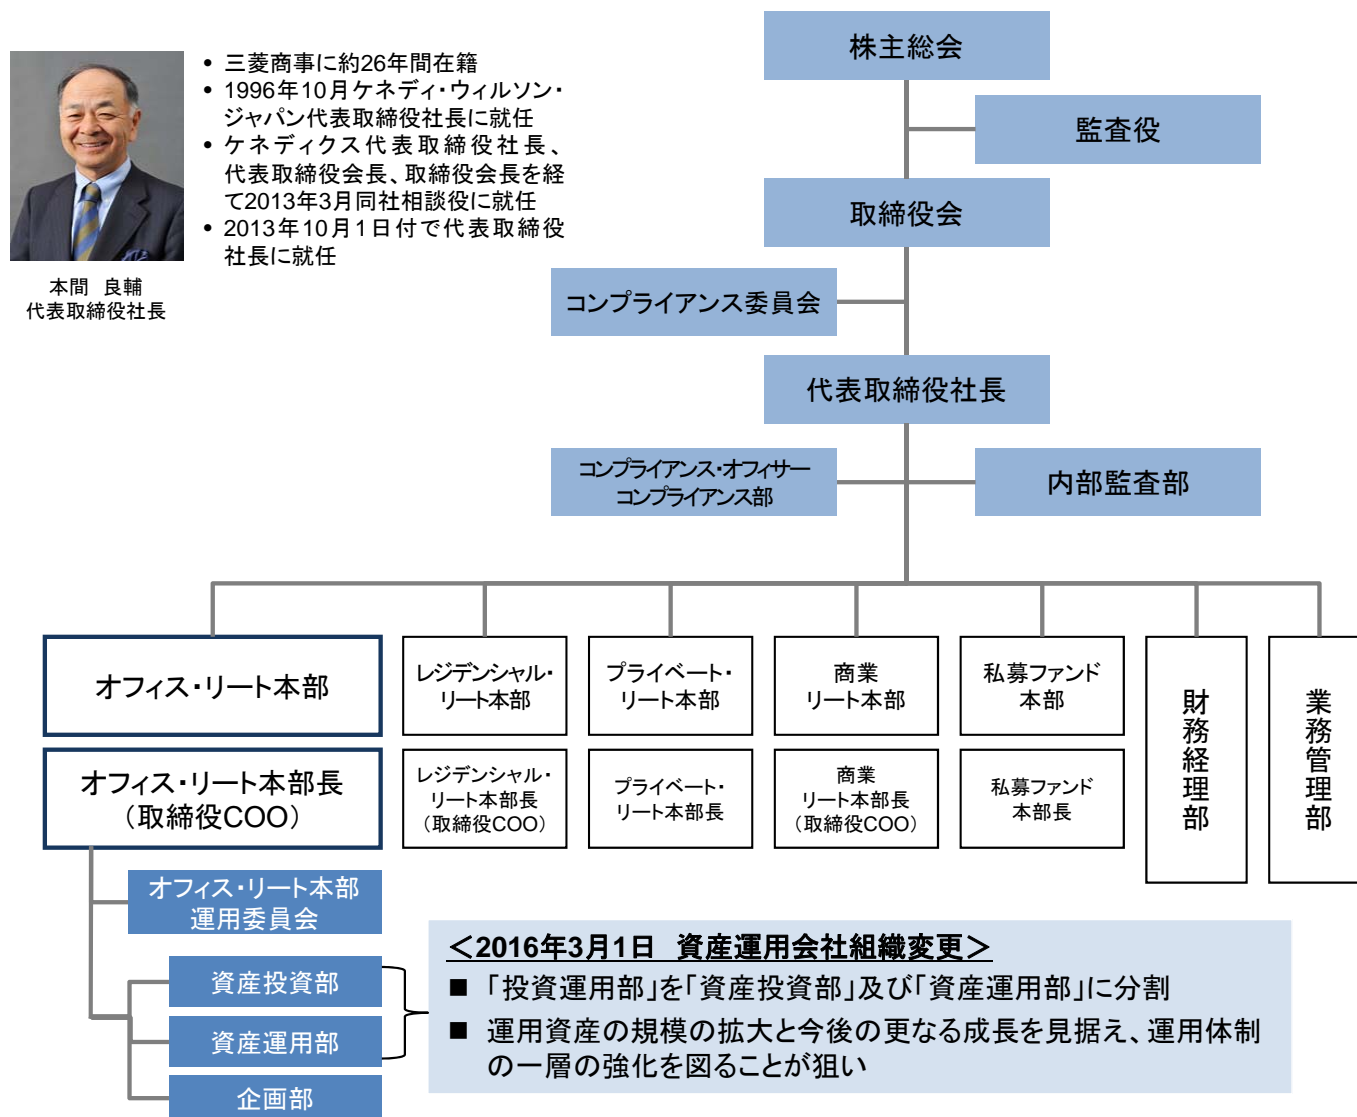 • 三菱商事に約26年間在籍
• 1996年10月ケネディ・ウィルソン・
ジャパン代表取締役社長に就任
• ケネディクス代表取締役社長、
代表取締役会長、取締役会長を経
て2013年3月同社相談役に就任
• 2013年10月1日付で代表取締役
社長に就任
本間 良輔
代表取締役社長
株主総会
監査役
取締役会
コンプライアンス委員会
代表取締役社長
コンプライアンス・オフィサー
コンプライアンス部
内部監査部
オフィス・リート本部
レジデンシャル・
リート本部
プライベート・
リート本部
商業
リート本部
私募ファンド
本部
財務経理部
業務管理部
オフィス・リート本部長
（取締役COO）
レジデンシャル・
リート本部長
（取締役COO）
プライベート・
リート本部長
商業
リート本部長
（取締役COO）
私募ファンド
本部長
オフィス・リート本部
運用委員会
資産投資部
資産運用部
企画部
＜2016年3月1日 資産運用会社組織変更＞
■ 「投資運用部」を「資産投資部」及び「資産運用部」に分割
■ 運用資産の規模の拡大と今後の更なる成長を見据え、運用体制
の一層の強化を図ることが狙い